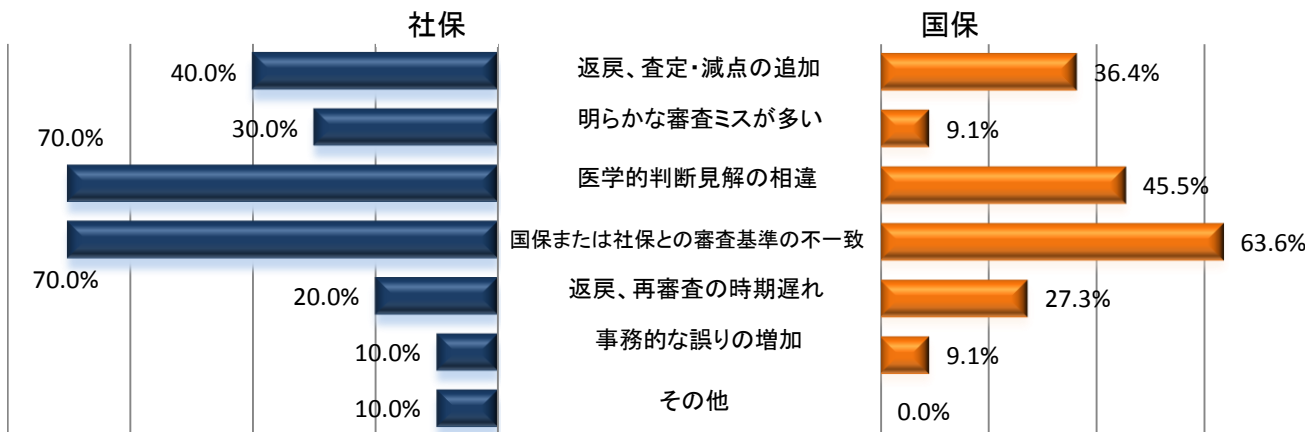 社保
国保
40.0%
返戻、査定・減点の追加
36.4%
30.0%
明らかな審査ミスが多い
9.1%
70.0%
医学的判断見解の相違
45.5%
70.0%
国保または社保との審査基準の不一致
63.6%
20.0%
返戻、再審査の時期遅れ
27.3%
10.0%
事務的な誤りの増加
9.1%
10.0%
その他
0.0%